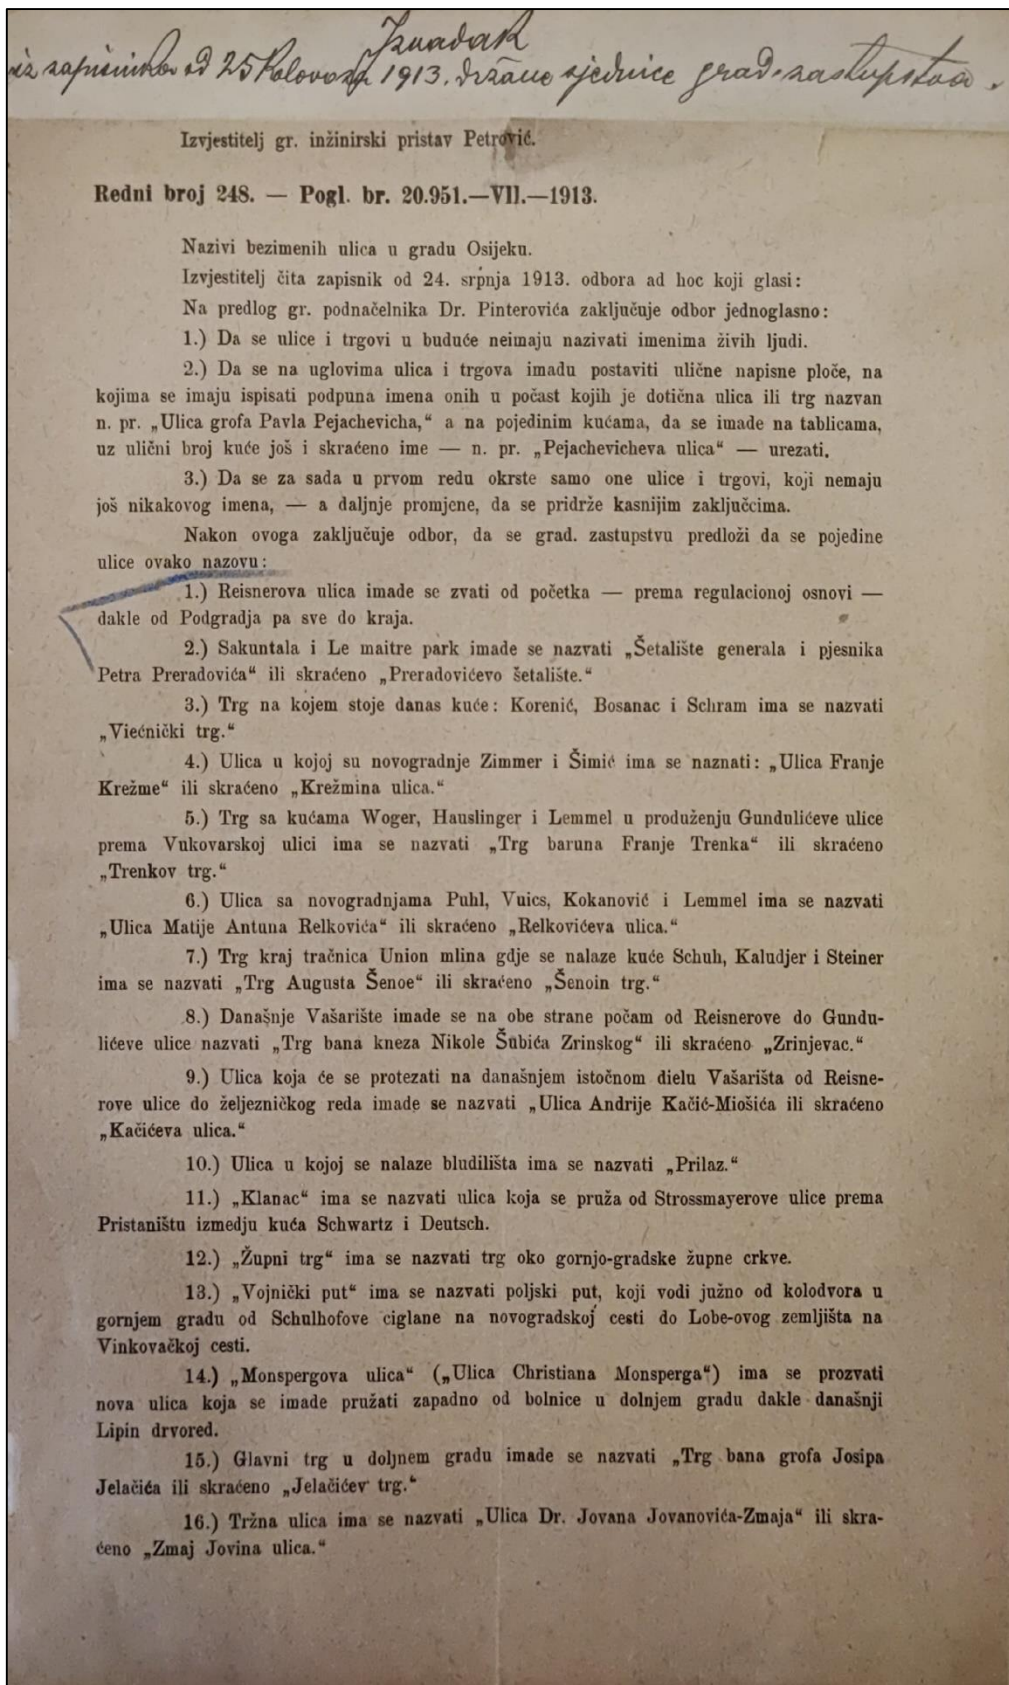 Izvadak
iz zapisnika od 25 Kolovoza 1913. držane sjednice grad. zastupstva.
Izvjestitelj gr. inžinirski pristav Petrović.
Redni broj 248. — Pogl. br. 20.951.—VII.—1913.
Nazivi bezimenih ulica u gradu Osijeku.
Izvjestitelj čita zapisnik od 24. srpnja 1913. odbora ad hoc koji glasi:
Na predlog gr. podnačelnika Dr. Pinterovića zaključuje odbor jednoglasno:
1.) Da se ulice i trgovi u buduće neimaju nazivati imenima živih ljudi.
2.) Da se na uglovima ulica i trgova imadu postaviti ulične napisne ploče, na
kojima se imaju ispisati podpuna imena onih u počast kojih je dotična ulica ili trg nazvan
n. pr. „Ulica grofa Pavla Pejachevicha,“ a na pojedinim kućama, da se imade na tablicama,
uz ulični broj kuće još i skraćeno ime — n. pr. „Pejachevicheva ulica“ — urezati.
3.) Da se za sada u prvom redu okrste samo one ulice i trgovi, koji nemaju
još nikakovog imena, — a daljnje promjene, da se pridrže kasnijim zaključcima.
Nakon ovoga zaključuje odbor, da se grad. zastupstvu predloži da se pojedine
ulice ovako nazovu:
1.) Reisnerova ulica imade se zvati od početka — prema regulacionoj osnovi —
dakle od Podgradja pa sve do kraja.
2.) Sakuntala i Le maitre park imade se nazvati „Šetalište generala i pjesnika
Petra Preradovića“ ili skraćeno „Preradovićevo šetalište.“
3.) Trg na kojem stoje danas kuće: Korenić, Bosanac i Schram ima se nazvati
„Viećnički trg.“
4.) Ulica u kojoj su novogradnje Zimmer i Šimić ima se naznati: „Ulica Franje
Krežme“ ili skraćeno „Krežmina ulica.“
5.) Trg sa kućama Woger, Hauslinger i Lemmel u produženju Gundulićeve ulice
prema Vukovarskoj ulici ima se nazvati „Trg baruna Franje Trenka“ ili skraćeno
„Trenkov trg.“
6.) Ulica sa novogradnjama Puhl, Vuics, Kokanović i Lemmel ima se nazvati
„Ulica Matije Antuna Relkovića“ ili skraćeno „Relkovićeva ulica.“
7.) Trg kraj tračnica Union mlina gdje se nalaze kuće Schuh, Kaludjer i Steiner
ima se nazvati „Trg Augusta Šenoe“ ili skraćeno „Šenoin trg.“
8.) Današnje Vašarište imade se na obe strane počam od Reisnerove do Gundu-
lićeve ulice nazvati „Trg bana kneza Nikole Šubića Zrinskog“ ili skraćeno „Zrinjevac.“
9.) Ulica koja će se protezati na današnjem istočnom dielu Vašarišta od Reisne-
rove ulice do željezničkog reda imade se nazvati „Ulica Andrije Kačić-Miošića ili skraćeno
„Kačićeva ulica.“
10.) Ulica u kojoj se nalaze bludilišta ima se nazvati „Prilaz.“
11.) „Klanac“ ima se nazvati ulica koja se pruža od Strossmayerove ulice prema
Pristaništu izmedju kuća Schwartz i Deutsch.
12.) „Župni trg“ ima se nazvati trg oko gornjo-gradske župne crkve.
13.) „Vojnički put“ ima se nazvati poljski put, koji vodi južno od kolodvora u
gornjem gradu od Schulhofove ciglane na novogradskoj cesti do Lobe-ovog zemljišta na
Vinkovačkoj cesti.
14.) „Monspergova ulica“ („Ulica Christiana Monsperga“) ima se prozvati
nova ulica koja se imade pružati zapadno od bolnice u dolnjem gradu dakle današnji
Lipin drvored.
15.) Glavni trg u doljnem gradu imade se nazvati „Trg bana grofa Josipa
Jelačića ili skraćeno „Jelačićev trg.“
16.) Tržna ulica ima se nazvati „Ulica Dr. Jovana Jovanovića-Zmaja“ ili skra-
ćeno „Zmaj Jovina ulica.“